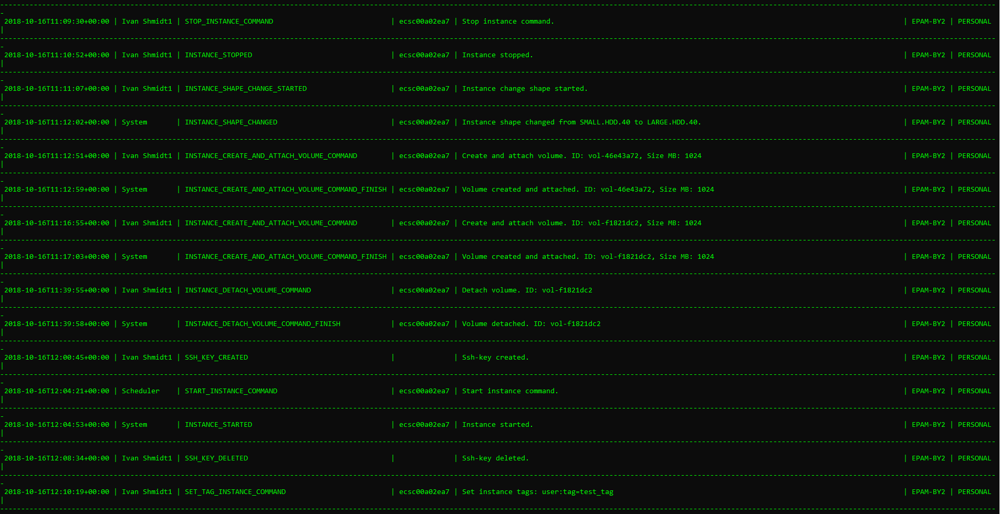 2018-10-16T11:09:30+00:00 | Ivan Shmidt1 | STOP_INSTANCE_COMMAND | ecsc00a02ea7 | Stop instance command. | EPAM-BY2 | PERSONAL |
2018-10-16T11:10:52+00:00 | Ivan Shmidt1 | INSTANCE_STOPPED | ecsc00a02ea7 | Instance stopped. | EPAM-BY2 | PERSONAL |
2018-10-16T11:11:07+00:00 | Ivan Shmidt1 | INSTANCE_SHAPE_CHANGE_STARTED | ecsc00a02ea7 | Instance change shape started. | EPAM-BY2 | PERSONAL |
2018-10-16T11:12:02+00:00 | System | INSTANCE_SHAPE_CHANGED | ecsc00a02ea7 | Instance shape changed from SMALL.HDD.40 to LARGE.HDD.40. | EPAM-BY2 | PERSONAL |
2018-10-16T11:12:51+00:00 | Ivan Shmidt1 | INSTANCE_CREATE_AND_ATTACH_VOLUME_COMMAND | ecsc00a02ea7 | Create and attach volume. ID: vol-46e43a72, Size MB: 1024 | EPAM-BY2 | PERSONAL |
2018-10-16T11:12:59+00:00 | System | INSTANCE_CREATE_AND_ATTACH_VOLUME_COMMAND_FINISH | ecsc00a02ea7 | Volume created and attached. ID: vol-46e43a72, Size MB: 1024 | EPAM-BY2 | PERSONAL |
2018-10-16T11:16:55+00:00 | Ivan Shmidt1 | INSTANCE_CREATE_AND_ATTACH_VOLUME_COMMAND | ecsc00a02ea7 | Create and attach volume. ID: vol-f1821dc2, Size MB: 1024 | EPAM-BY2 | PERSONAL |
2018-10-16T11:17:03+00:00 | System | INSTANCE_CREATE_AND_ATTACH_VOLUME_COMMAND_FINISH | ecsc00a02ea7 | Volume created and attached. ID: vol-f1821dc2, Size MB: 1024 | EPAM-BY2 | PERSONAL |
2018-10-16T11:39:55+00:00 | Ivan Shmidt1 | INSTANCE_DETACH_VOLUME_COMMAND | ecsc00a02ea7 | Detach volume. ID: vol-f1821dc2 | EPAM-BY2 | PERSONAL |
2018-10-16T11:39:58+00:00 | System | INSTANCE_DETACH_VOLUME_COMMAND_FINISH | ecsc00a02ea7 | Volume detached. ID: vol-f1821dc2 | EPAM-BY2 | PERSONAL |
2018-10-16T12:00:45+00:00 | Ivan Shmidt1 | SSH_KEY_CREATED | | Ssh-key created. | EPAM-BY2 | PERSONAL |
2018-10-16T12:04:21+00:00 | Scheduler | START_INSTANCE_COMMAND | ecsc00a02ea7 | Start instance command. | EPAM-BY2 | PERSONAL |
2018-10-16T12:04:53+00:00 | System | INSTANCE_STARTED | ecsc00a02ea7 | Instance started. | EPAM-BY2 | PERSONAL |
2018-10-16T12:08:34+00:00 | Ivan Shmidt1 | SSH_KEY_DELETED | | Ssh-key deleted. | EPAM-BY2 | PERSONAL |
2018-10-16T12:10:19+00:00 | Ivan Shmidt1 | SET_TAG_INSTANCE_COMMAND | ecsc00a02ea7 | Set instance tags: user:tag=test_tag | EPAM-BY2 | PERSONAL |